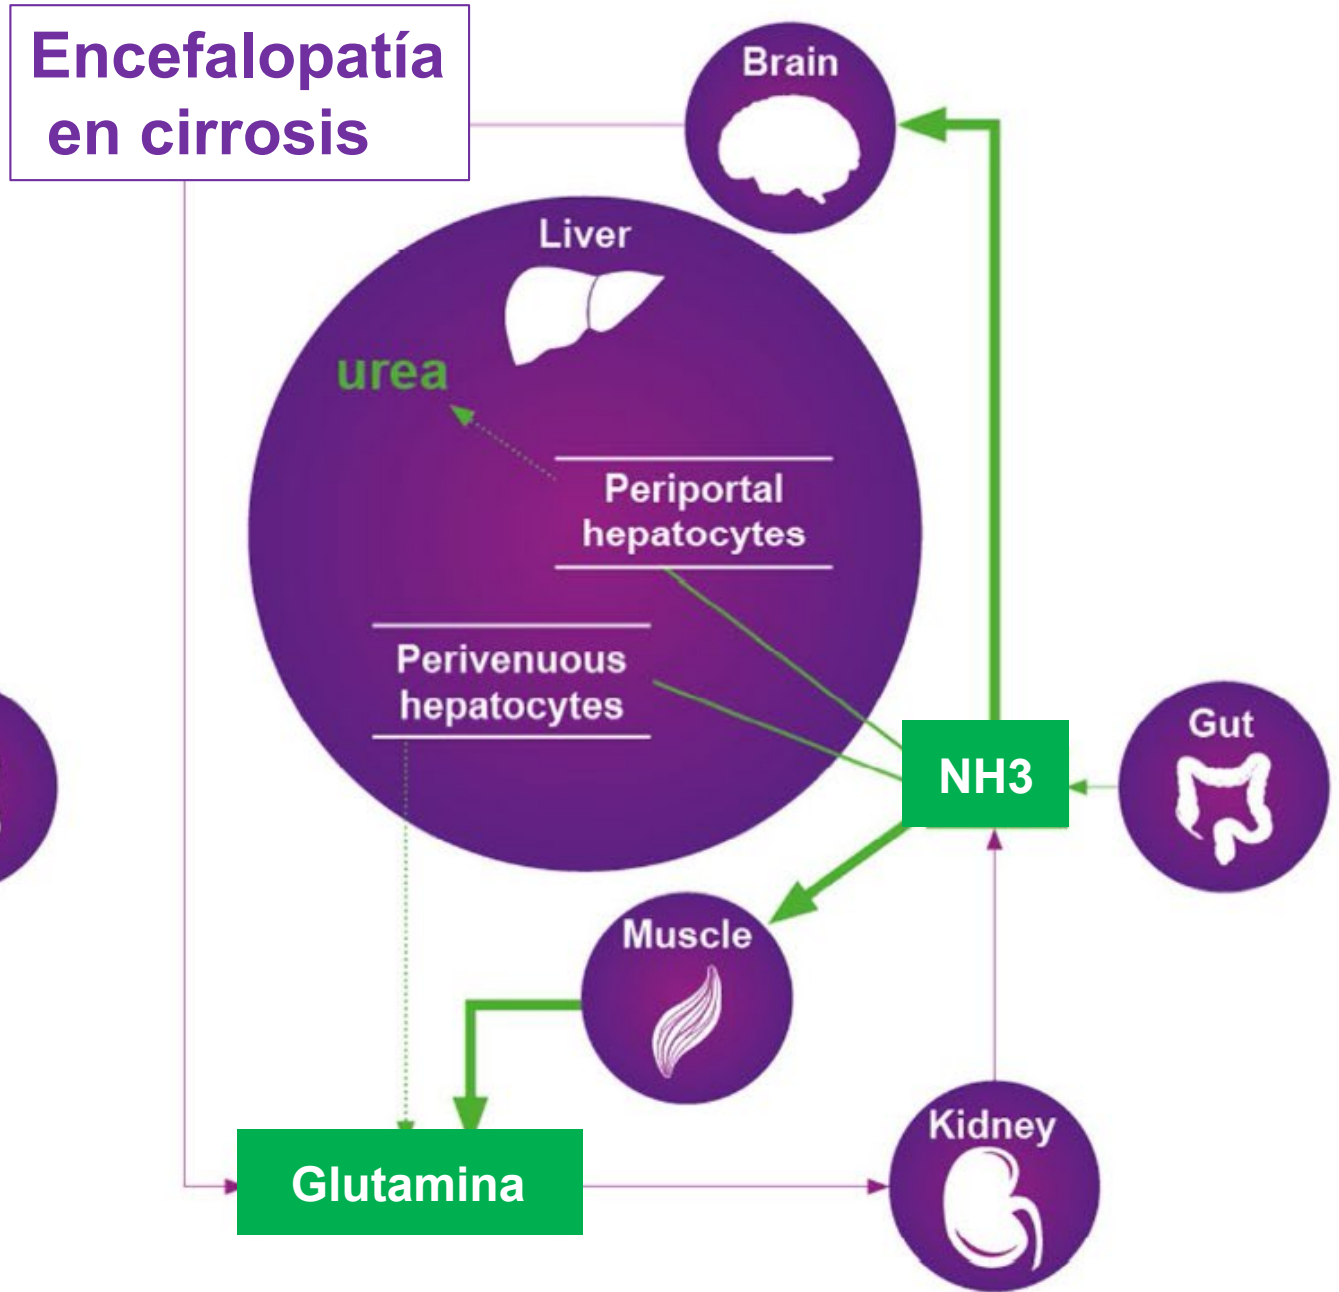 Encefalopatía
en cirrosis
Brain
Liver
urea
Periportal
hepatocytes
Perivenuous
hepatocytes
NH3
Gut
Muscle
Kidney
Glutamina